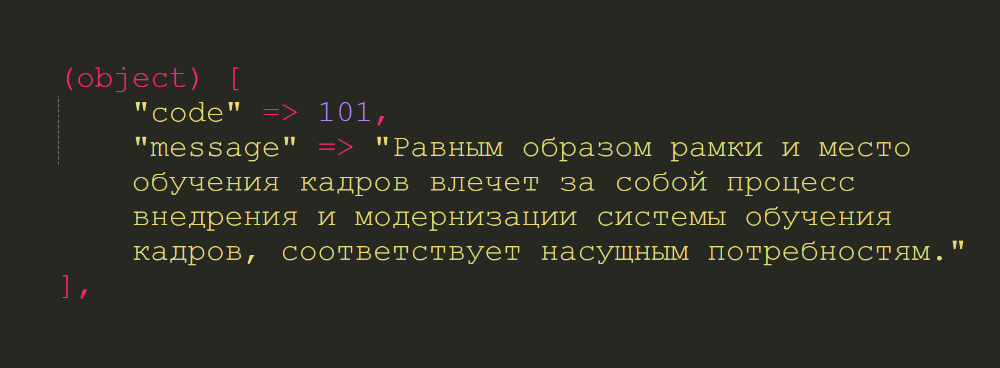 (object) [
"code" => 101,
"message" => "Равным образом рамки и место
обучения кадров влечет за собой процесс
внедрения и модернизации системы обучения
кадров, соответствует насущным потребностям."
],